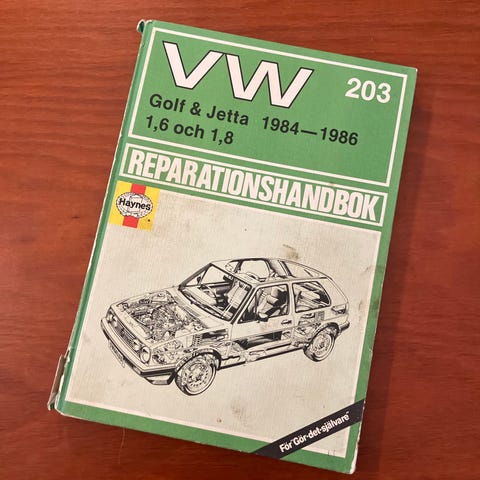 VW
203
Golf & Jetta 1984—1986
1,6 och 1,8
REPARATIONSHANDBOK
Haynes
För "Gör-det-självare"